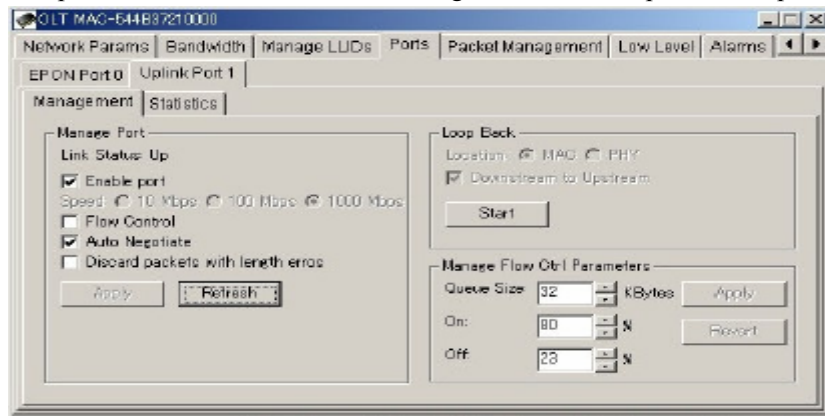 OLT MAC-544B37210000
Network Params Bandwidth Manage LLIDs Ports Packet Management Low Level Alarms
EPON Port 0 Uplink Port 1
Management Statistics
Manage Port
Link Status: Up
Enable port
Speed: 10 Mbps 100 Mbps 1000 Mbps
Flow Control
Auto Negotiate
Discard packets with length erros
Apply Refresh
Loop Back
Location: MAC PHY
Downstream to Upstream
Start
Manage Flow Ctrl Parameters
Queue Size: 32 KBytes Apply
On: % Revert
Off: 23 %